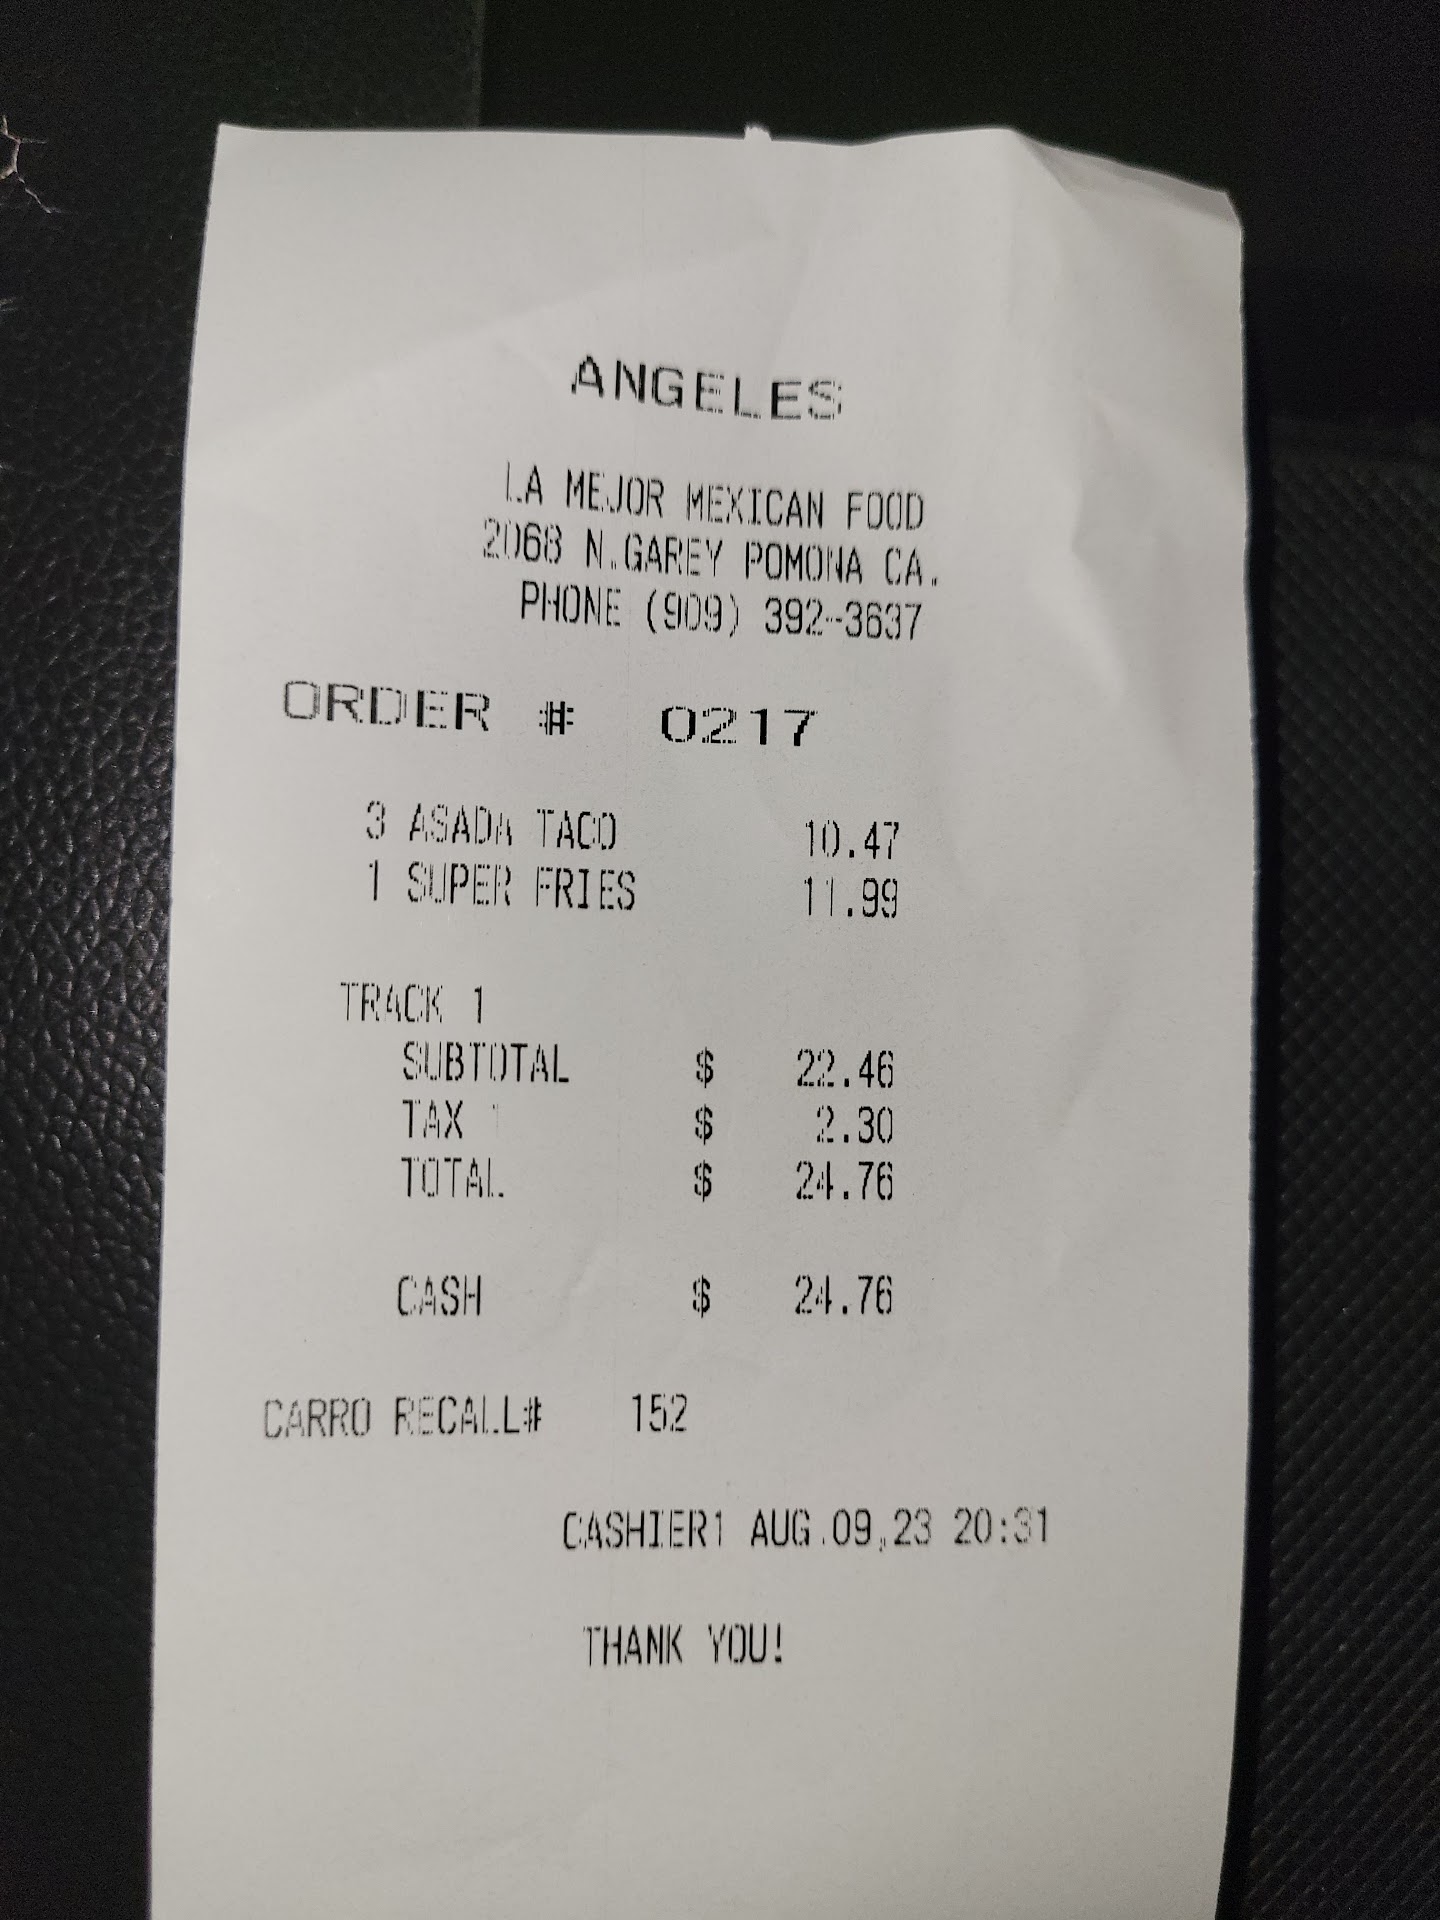 ANGELES
LA MEJOR MEXICAN FOOD
2068 N.GAREY POMONA CA.
PHONE (909) 392-3637
ORDER # 0217
3 ASADA TACO 10.47
1 SUPER FRIES 11.99
TRACK 1
SUBTOTAL $ 22.46
TAX 1 $ 2.30
TOTAL $ 24.76
CASH $ 24.76
CARRO RECALL# 152
CASHIER1 AUG.09,23 20:31
THANK YOU!